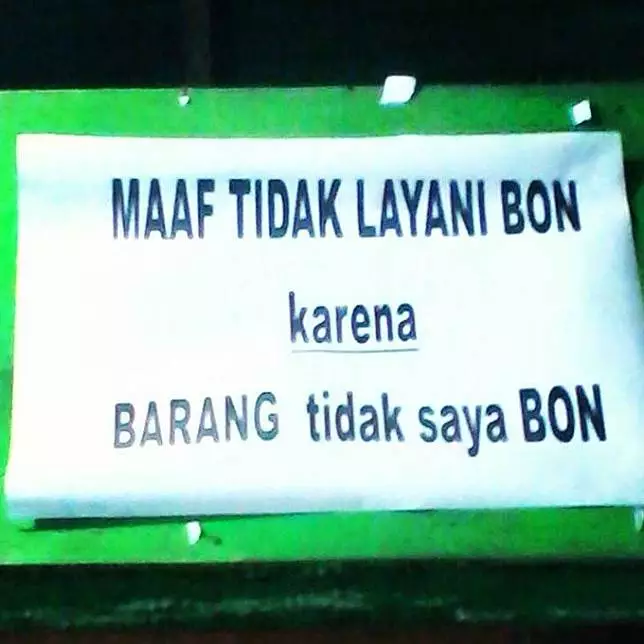 MAAF TIDAK LAYANI BON
karena
BARANG tidak saya BON